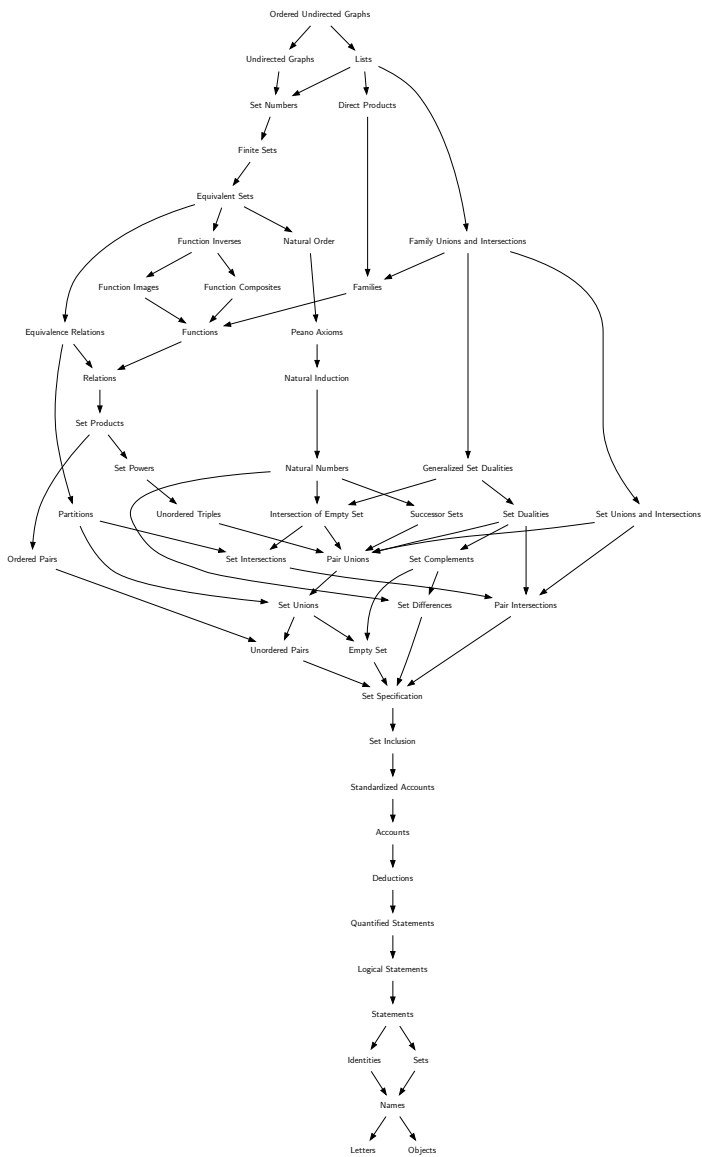 Ordered Undirected Graphs
Undirected Graphs
Lists
Set Numbers
Direct Products
Finite Sets
Equivalent Sets
Function Inverses
Natural Order
Family Unions and Intersections
Function Images
Function Composites
Families
Equivalence Relations
Functions
Peano Axioms
Relations
Natural Induction
Set Products
Set Powers
Natural Numbers
Generalized Set Dualities
Partitions
Unordered Triples
Intersection of Empty Set
Successor Sets
Set Dualities
Set Unions and Intersections
Ordered Pairs
Set Intersections
Pair Unions
Set Complements
Set Unions
Set Differences
Pair Intersections
Unordered Pairs
Empty Set
Set Specification
Set Inclusion
Standardized Accounts
Accounts
Deductions
Quantified Statements
Logical Statements
Statements
Identities
Sets
Names
Letters
Objects